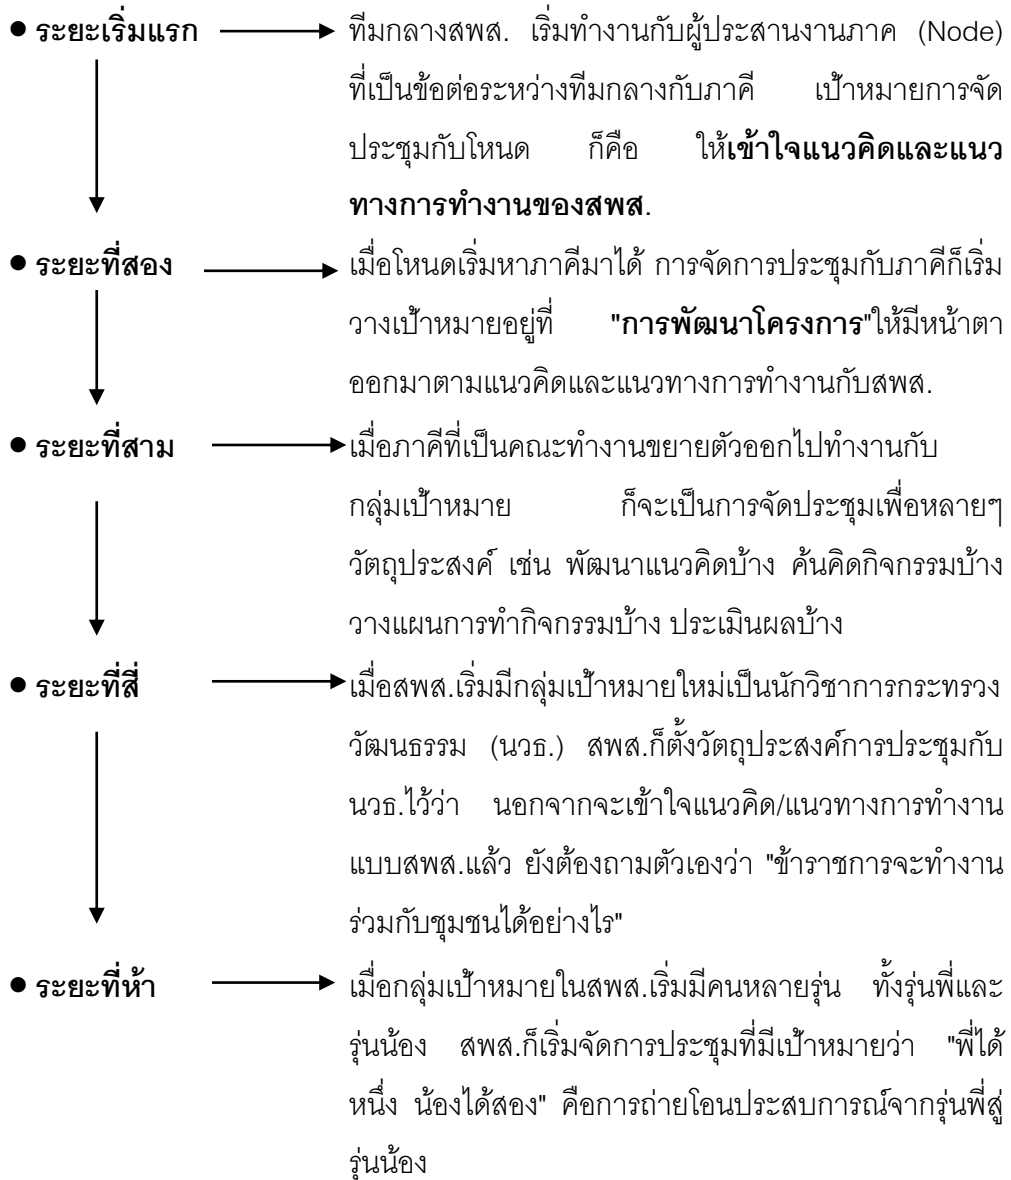 ● ระยะเริ่มแรก ทีมกลางสพส. เริ่มทำงานกับผู้ประสานงานภาค (Node)
ที่เป็นข้อต่อระหว่างทีมกลางกับภาคี เป้าหมายการจัด
ประชุมกับโหนด ก็คือ ให้เข้าใจแนวคิดและแนว
ทางการทำงานของสพส.
● ระยะที่สอง เมื่อโหนดเริ่มหาภาคีมาได้ การจัดการประชุมกับภาคีก็เริ่ม
วางเป้าหมายอยู่ที่ "การพัฒนาโครงการ"ให้มีหน้าตา
ออกมาตามแนวคิดและแนวทางการทำงานกับสพส.
● ระยะที่สาม เมื่อภาคีที่เป็นคณะทำงานขยายตัวออกไปทำงานกับ
กลุ่มเป้าหมาย ก็จะเป็นการจัดประชุมเพื่อหลายๆ
วัตถุประสงค์ เช่น พัฒนาแนวคิดบ้าง ค้นคิดกิจกรรมบ้าง
วางแผนการทำกิจกรรมบ้าง ประเมินผลบ้าง
● ระยะที่สี่ เมื่อสพส.เริ่มมีกลุ่มเป้าหมายใหม่เป็นนักวิชาการกระทรวง
วัฒนธรรม (นวธ.) สพส.ก็ตั้งวัตถุประสงค์การประชุมกับ
นวธ.ไว้ว่า นอกจากจะเข้าใจแนวคิด/แนวทางการทำงาน
แบบสพส.แล้ว ยังต้องถามตัวเองว่า "ข้าราชการจะทำงาน
ร่วมกับชุมชนได้อย่างไร"
● ระยะที่ห้า เมื่อกลุ่มเป้าหมายในสพส.เริ่มมีคนหลายรุ่น ทั้งรุ่นพี่และ
รุ่นน้อง สพส.ก็เริ่มจัดการประชุมที่มีเป้าหมายว่า "พี่ได้
หนึ่ง น้องได้สอง" คือการถ่ายโอนประสบการณ์จากรุ่นพี่สู่
รุ่นน้อง